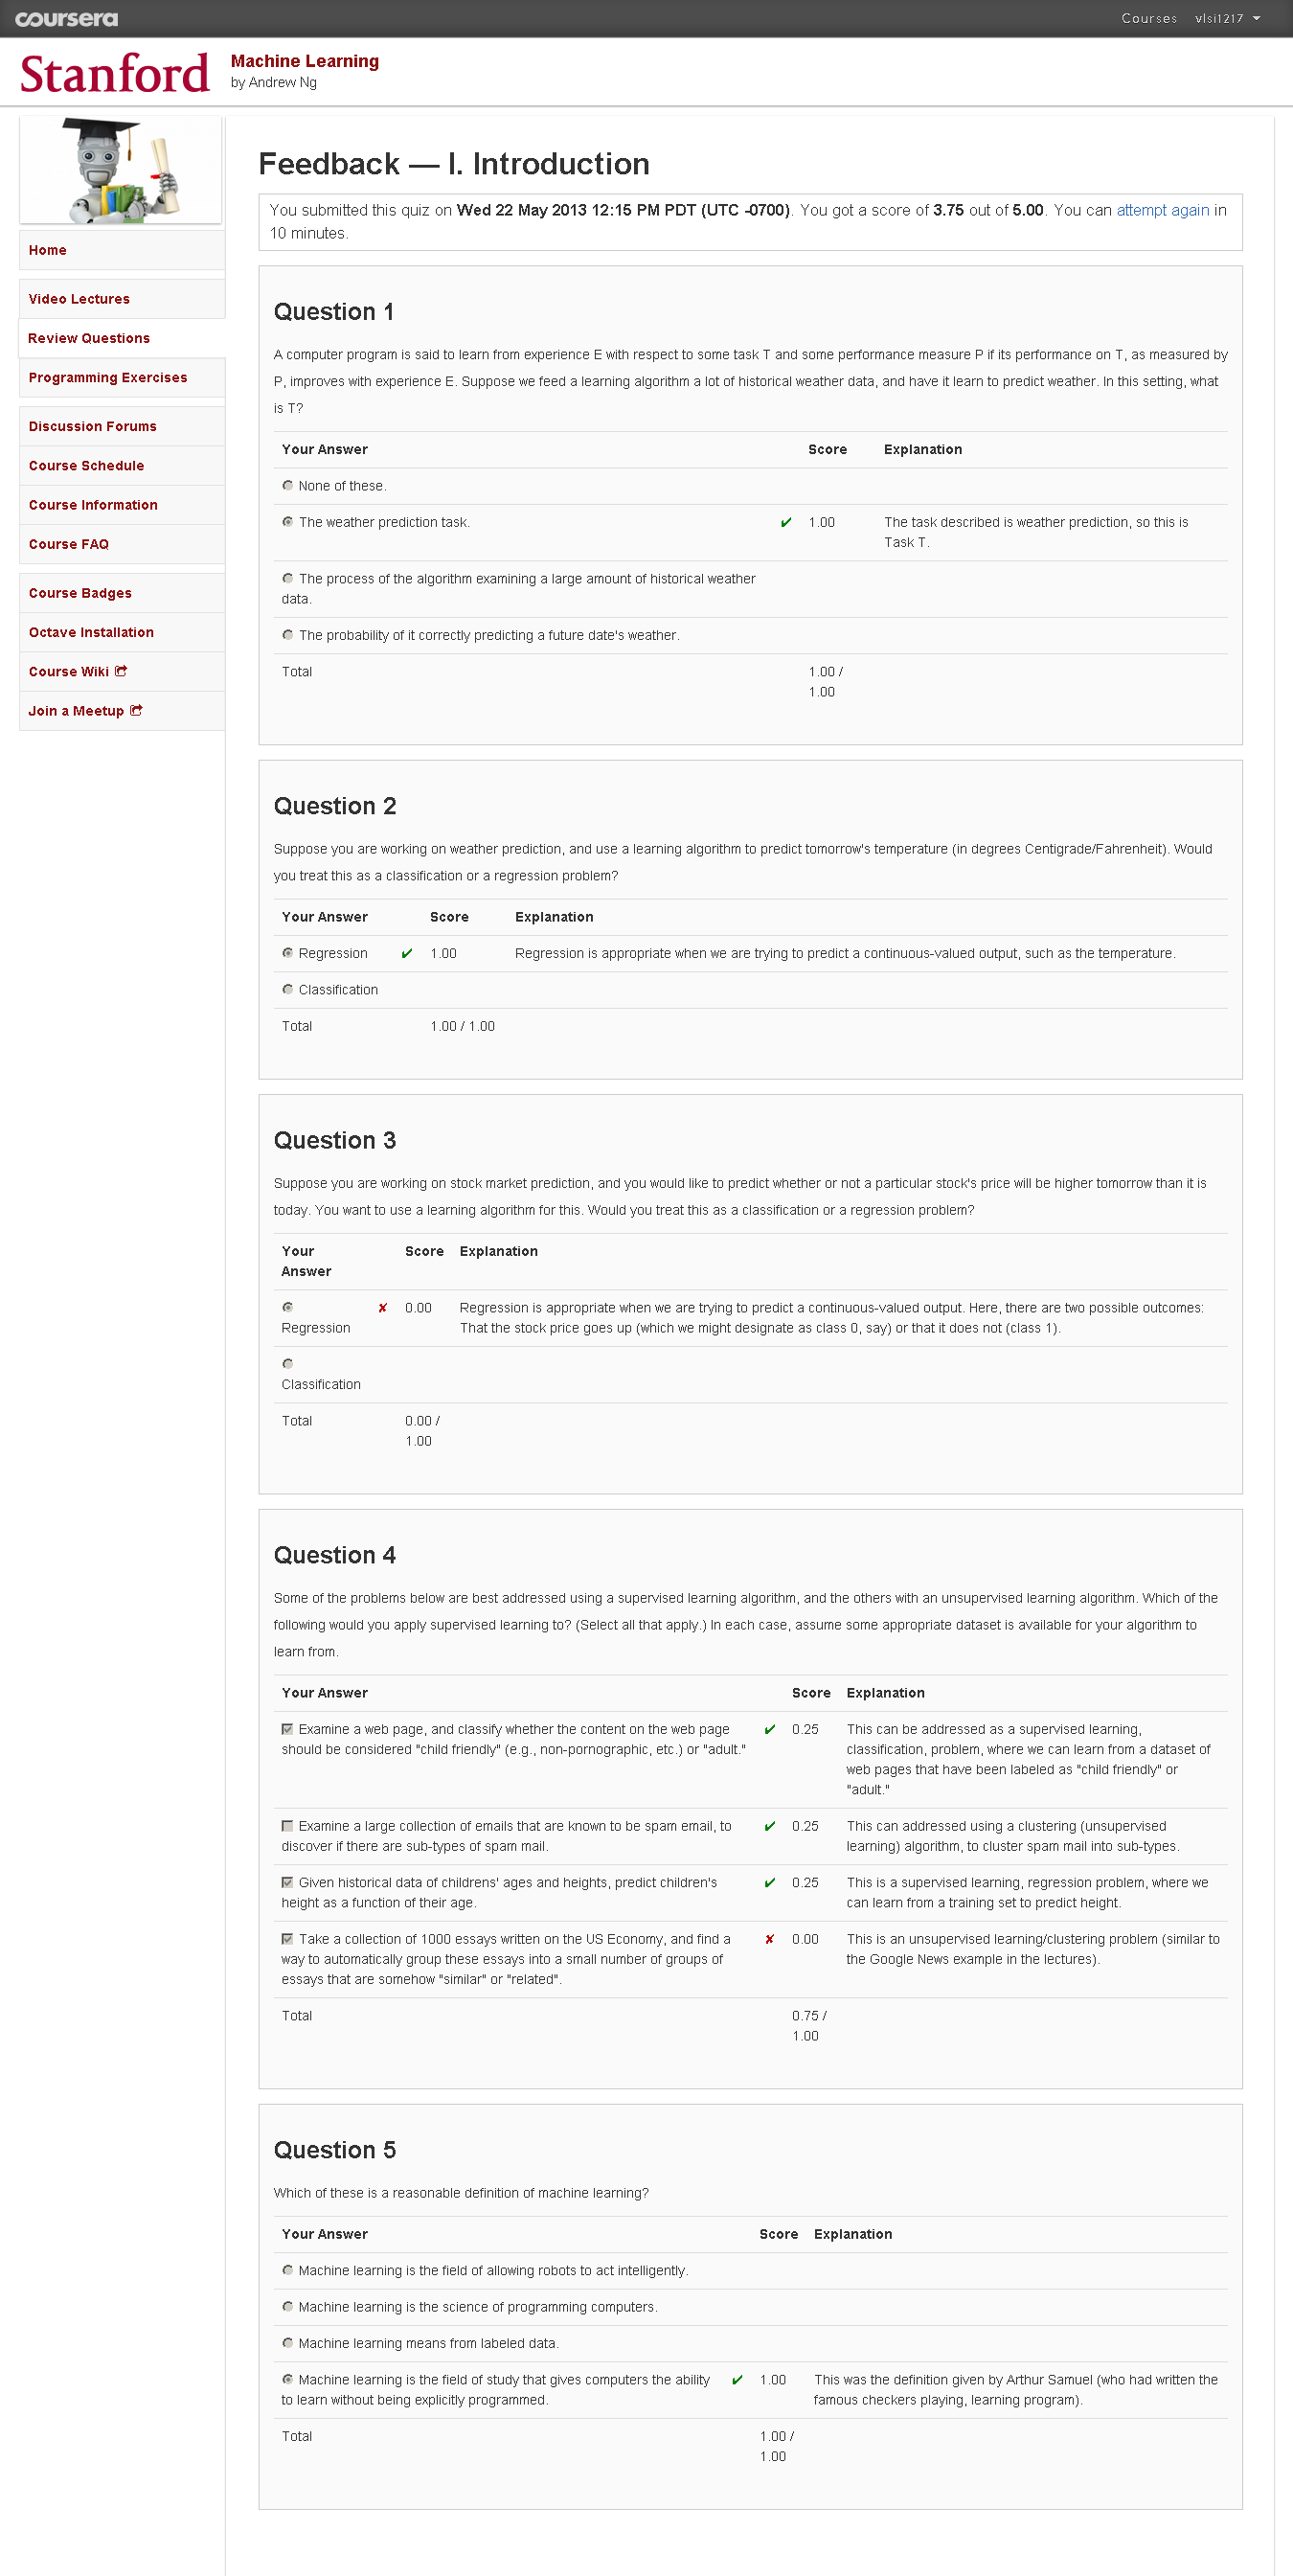 coursera
Courses vlsi1217
Stanford
Machine Learning
by Andrew Ng
Home
Video Lectures
Review Questions
Programming Exercises
Discussion Forums
Course Schedule
Course Information
Course FAQ
Course Badges
Octave Installation
Course Wiki
Join a Meetup
Feedback — I. Introduction
You submitted this quiz on Wed 22 May 2013 12:15 PM PDT (UTC -0700). You got a score of 3.75 out of 5.00. You can attempt again in
10 minutes.
Question 1
A computer program is said to learn from experience E with respect to some task T and some performance measure P if its performance on T, as measured by
P, improves with experience E. Suppose we feed a learning algorithm a lot of historical weather data, and have it learn to predict weather. In this setting, what
is T?
Your Answer Score Explanation
None of these.
The weather prediction task. ✔ 1.00 The task described is weather prediction, so this is
Task T.
The process of the algorithm examining a large amount of historical weather
data.
The probability of it correctly predicting a future date's weather.
Total 1.00 /
1.00
Question 2
Suppose you are working on weather prediction, and use a learning algorithm to predict tomorrow's temperature (in degrees Centigrade/Fahrenheit). Would
you treat this as a classification or a regression problem?
Your Answer Score Explanation
Regression ✔ 1.00 Regression is appropriate when we are trying to predict a continuous-valued output, such as the temperature.
Classification
Total 1.00 / 1.00
Question 3
Suppose you are working on stock market prediction, and you would like to predict whether or not a particular stock's price will be higher tomorrow than it is
today. You want to use a learning algorithm for this. Would you treat this as a classification or a regression problem?
Your Score Explanation
Answer
✘ 0.00 Regression is appropriate when we are trying to predict a continuous-valued output. Here, there are two possible outcomes:
Regression That the stock price goes up (which we might designate as class 0, say) or that it does not (class 1).
Classification
Total 0.00 /
1.00
Question 4
Some of the problems below are best addressed using a supervised learning algorithm, and the others with an unsupervised learning algorithm. Which of the
following would you apply supervised learning to? (Select all that apply.) In each case, assume some appropriate dataset is available for your algorithm to
learn from.
Your Answer Score Explanation
Examine a web page, and classify whether the content on the web page ✔ 0.25 This can be addressed as a supervised learning,
should be considered "child friendly" (e.g., non-pornographic, etc.) or "adult." classification, problem, where we can learn from a dataset of
web pages that have been labeled as "child friendly" or
"adult."
Examine a large collection of emails that are known to be spam email, to ✔ 0.25 This can addressed using a clustering (unsupervised
discover if there are sub-types of spam mail. learning) algorithm, to cluster spam mail into sub-types.
Given historical data of childrens' ages and heights, predict children's ✔ 0.25 This is a supervised learning, regression problem, where we
height as a function of their age. can learn from a training set to predict height.
Take a collection of 1000 essays written on the US Economy, and find a ✘ 0.00 This is an unsupervised learning/clustering problem (similar to
way to automatically group these essays into a small number of groups of the Google News example in the lectures).
essays that are somehow "similar" or "related".
Total 0.75 /
1.00
Question 5
Which of these is a reasonable definition of machine learning?
Your Answer Score Explanation
Machine learning is the field of allowing robots to act intelligently.
Machine learning is the science of programming computers.
Machine learning means from labeled data.
Machine learning is the field of study that gives computers the ability ✔ 1.00 This was the definition given by Arthur Samuel (who had written the
to learn without being explicitly programmed. famous checkers playing, learning program).
Total 1.00 /
1.00